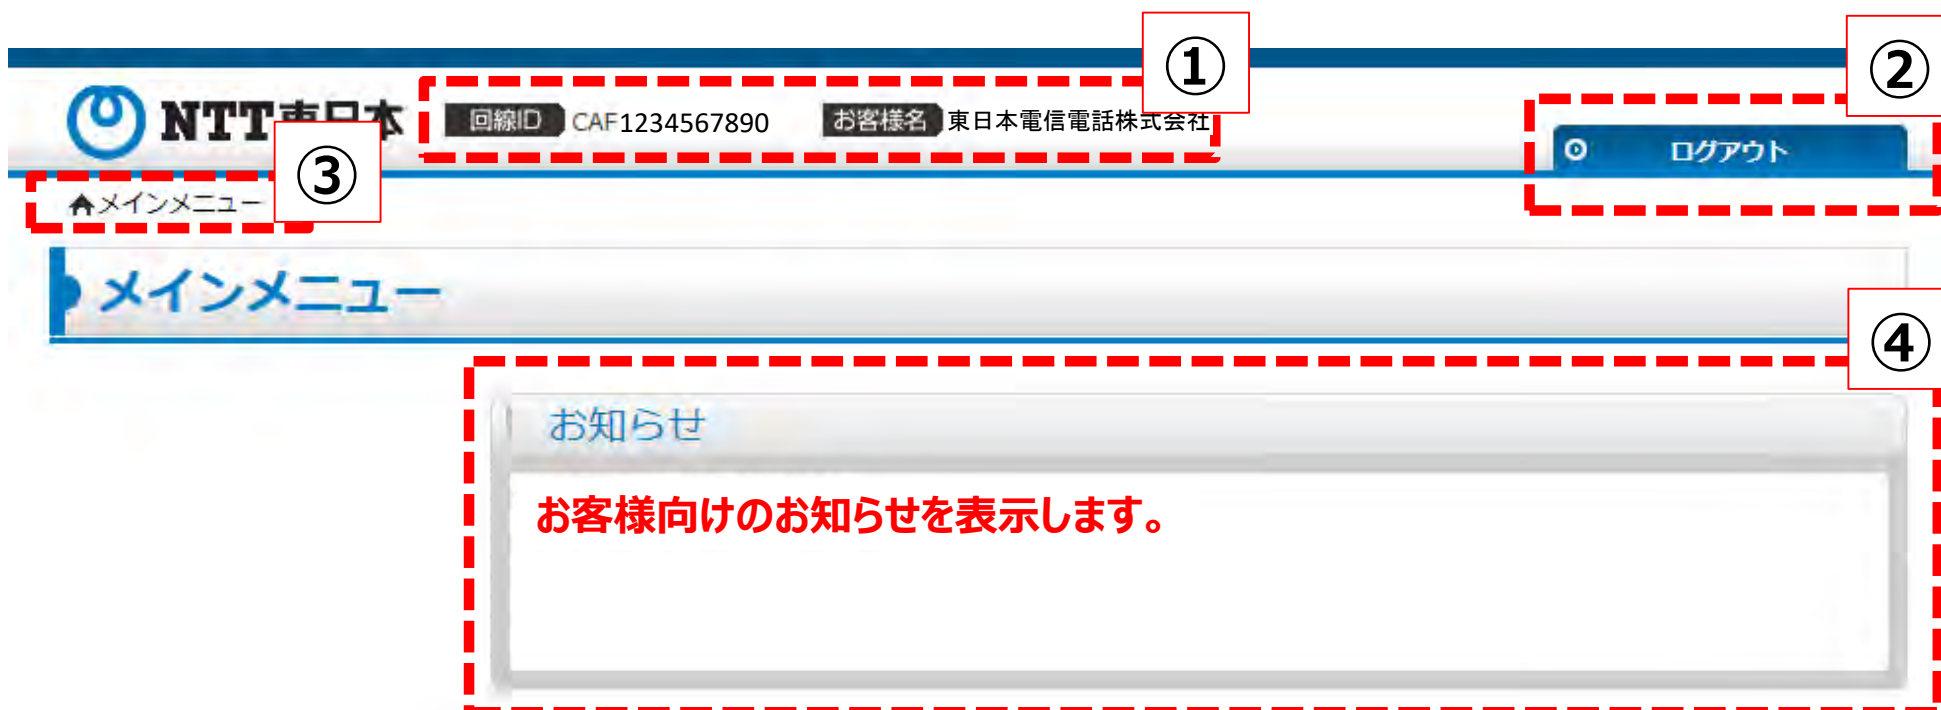 ①
②
NTT東日本 回線ID CAF1234567890 お客様名 東日本電信電話株式会社
ログアウト
③
メインメニュー
メインメニュー
④
お知らせ
お客様向けのお知らせを表示します。